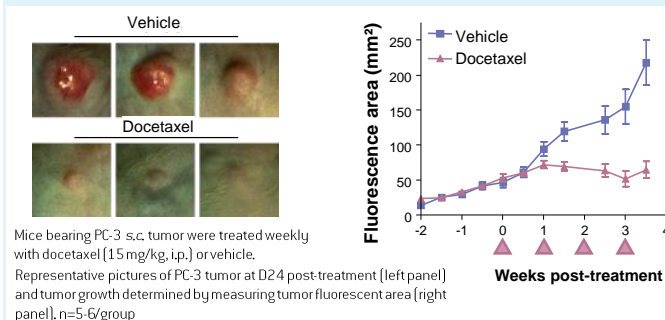 Vehicle
Docetaxel
Mice bearing PC-3 s.c. tumor were treated weekly
with docetaxel (15 mg/kg, i.p.) or vehicle.
Representative pictures of PC-3 tumor at D24 post-treatment (left panel)
and tumor growth determined by measuring tumor fluorescent area (right
panel), n=5-6/group
Fluorescence area (mm²)
250
200
150
100
50
0
Vehicle
Docetaxel
-2 -1 0 1 2 3 4
Weeks post-treatment